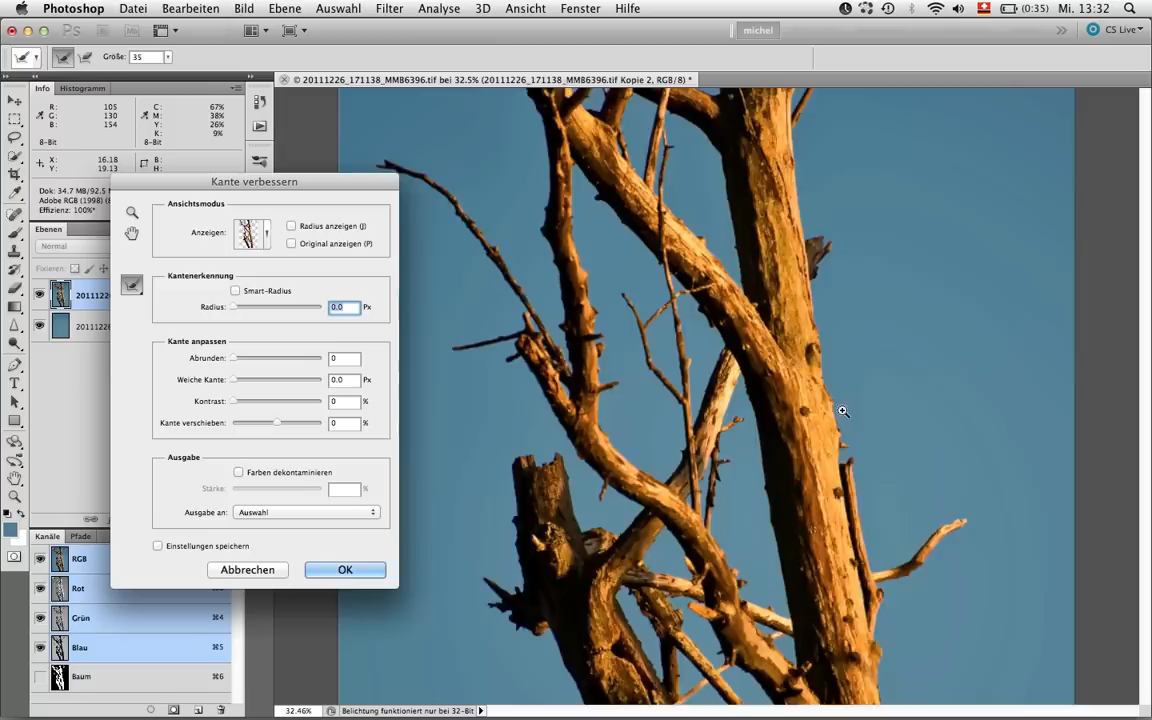 Photoshop Datei Bearbeiten Bild Ebene Auswahl Filter Analyse 3D Ansicht Fenster Hilfe (0:35) Mi. 13:32
Ps michel CS Live
Größe: 35
© 20111226_171138_MMB6396.tif bei 32.5% (20111226_171138_MMB6396.tif Kopie 2, RGB/8) *
Info Histogramm
R: 105 C: 67%
G: 130 M: 38%
B: 154 Y: 26%
K: 9%
8-Bit 8-Bit
X: 16.18 B:
Y: 19.13 H:
Dok: 34.7 MB/92.5
Adobe RGB (1998) (8
Effizienz: 100%*
Ebenen
Normal
Fixieren:
2011122
2011122
Kanäle Pfade
RGB
Rot
Grün ⌘4
Blau ⌘5
Baum ⌘6
Kante verbessern
Ansichtsmodus
Anzeigen:
Radius anzeigen (J)
Original anzeigen (P)
Kantenerkennung
Smart-Radius
Radius: 0.0 Px
Kante anpassen
Abrunden: 0
Weiche Kante: 0.0 Px
Kontrast: 0 %
Kante verschieben: 0 %
Ausgabe
Farben dekontaminieren
Stärke: %
Ausgabe an: Auswahl
Einstellungen speichern
Abbrechen OK
32.46% Belichtung funktioniert nur bei 32-Bit